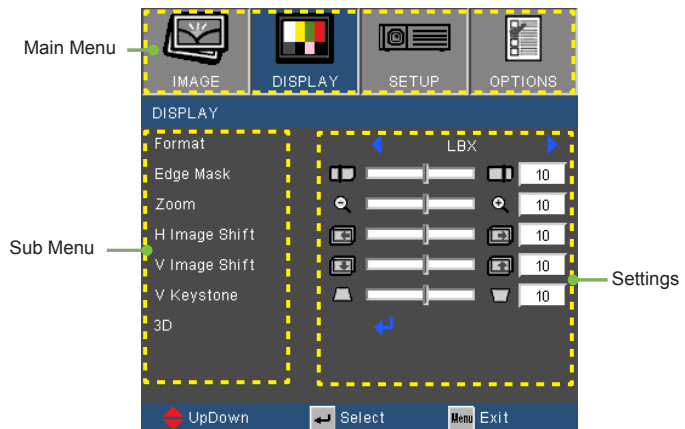 Main Menu
IMAGE DISPLAY SETUP OPTIONS
DISPLAY
Format LBX
Edge Mask 10
Zoom 10
H Image Shift 10
Sub Menu
V Image Shift 10
Settings
V Keystone 10
3D
UpDown Select Menu Exit